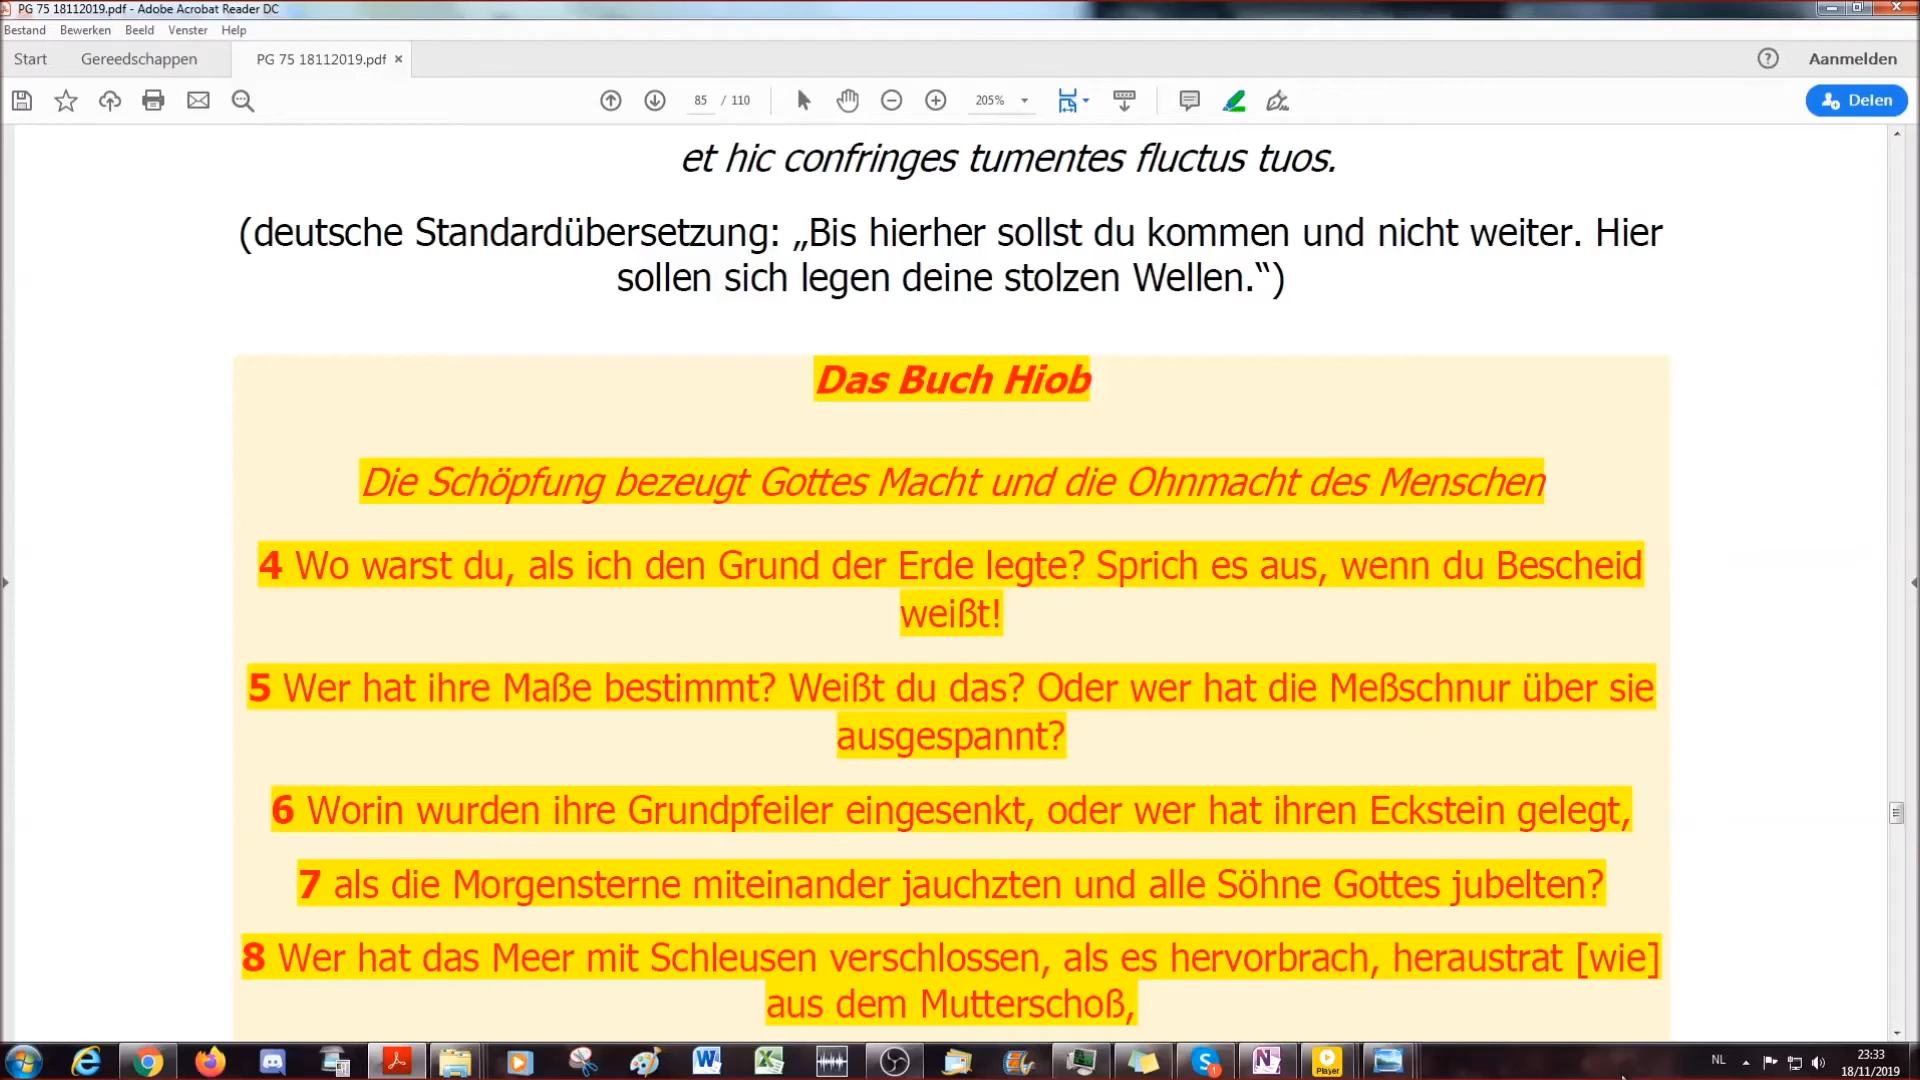 PG 75 18112019.pdf - Adobe Acrobat Reader DC
Bestand Bewerken Beeld Venster Help
Start Gereedschappen PG 75 18112019.pdf × Aanmelden
85 / 110 205% Delen
et hic confringes tumentes fluctus tuos.
(deutsche Standardübersetzung: „Bis hierher sollst du kommen und nicht weiter. Hier
sollen sich legen deine stolzen Wellen.“)
Das Buch Hiob
Die Schöpfung bezeugt Gottes Macht und die Ohnmacht des Menschen
4 Wo warst du, als ich den Grund der Erde legte? Sprich es aus, wenn du Bescheid
weißt!
5 Wer hat ihre Maße bestimmt? Weißt du das? Oder wer hat die Meßschnur über sie
ausgespannt?
6 Worin wurden ihre Grundpfeiler eingesenkt, oder wer hat ihren Eckstein gelegt,
7 als die Morgensterne miteinander jauchzten und alle Söhne Gottes jubelten?
8 Wer hat das Meer mit Schleusen verschlossen, als es hervorbrach, heraustrat [wie]
aus dem Mutterschoß,
Player
NL 23:33
18/11/2019